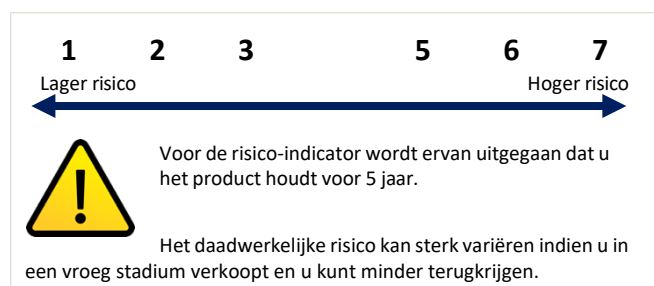 1 2 3 5 6 7
Lager risico Hoger risico
Voor de risico-indicator wordt ervan uitgegaan dat u
het product houdt voor 5 jaar.
Het daadwerkelijke risico kan sterk variëren indien u in
een vroeg stadium verkoopt en u kunt minder terugkrijgen.